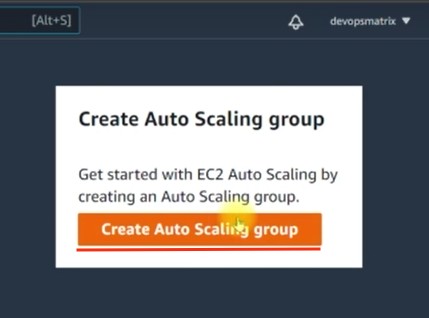 [Alt+S]
devopsmatrix
Create Auto Scaling group
Get started with EC2 Auto Scaling by
creating an Auto Scaling group.
Create Auto Scaling group